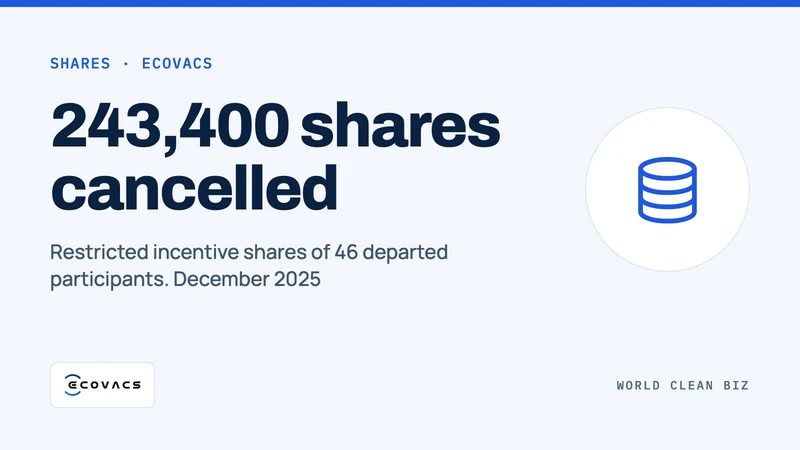 SHARES · ECOVACS
243,400 shares
cancelled
Restricted incentive shares of 46 departed
participants. December 2025
ECOVACS
WORLD CLEAN BIZ